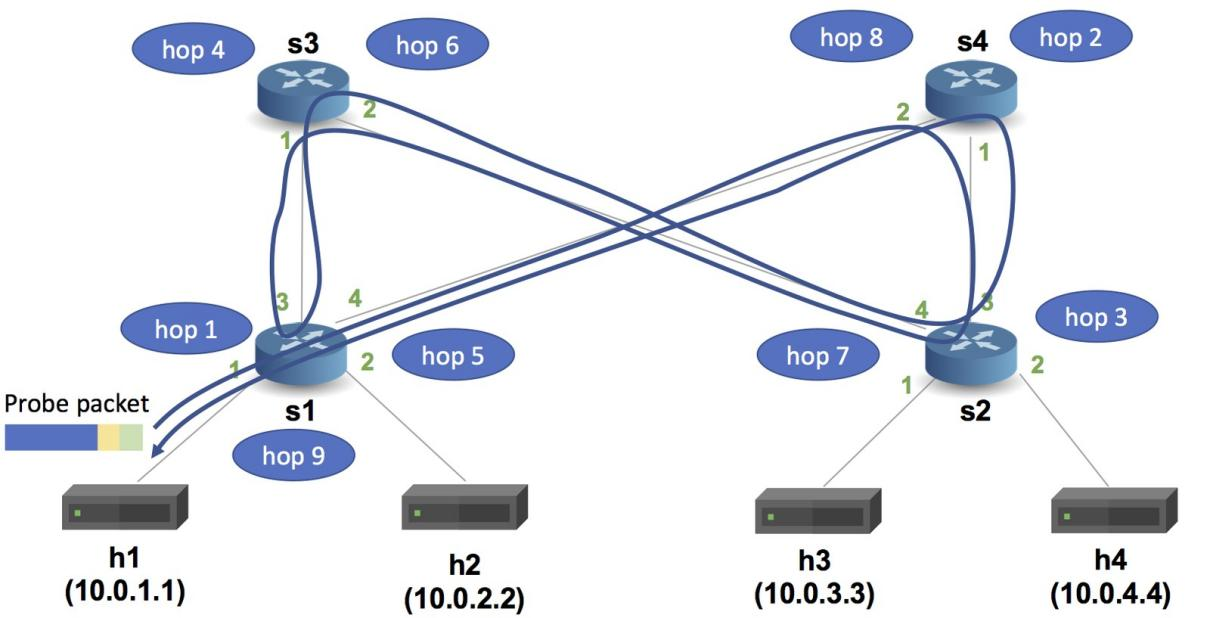 hop 4
s3
hop 6
hop 8
s4
hop 2
2
1
2
1
3
4
4
3
hop 1
hop 5
hop 7
hop 3
1
2
1
2
Probe packet
s1
s2
hop 9
h1
(10.0.1.1)
h2
(10.0.2.2)
h3
(10.0.3.3)
h4
(10.0.4.4)